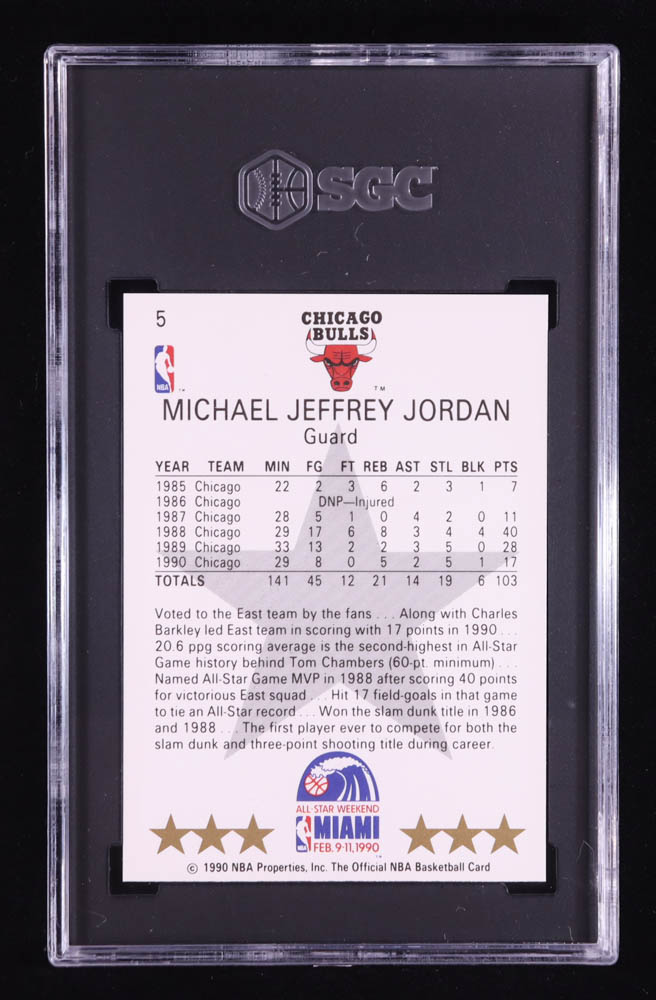 SGC
5
CHICAGO
BULLS
TM
NBA
MICHAEL JEFFREY JORDAN
Guard
YEAR TEAM MIN FG FT REB AST STL BLK PTS
1985 Chicago 22 2 3 6 2 3 1 7
1986 Chicago DNP—Injured
1987 Chicago 28 5 1 0 4 2 0 11
1988 Chicago 29 17 6 8 3 4 4 40
1989 Chicago 33 13 2 2 3 5 0 28
1990 Chicago 29 8 0 5 2 5 1 17
TOTALS 141 45 12 21 14 19 6 103
Voted to the East team by the fans . . . Along with Charles
Barkley led East team in scoring with 17 points in 1990 . . .
20.6 ppg scoring average is the second-highest in All-Star
Game history behind Tom Chambers (60-pt. minimum) . . .
Named All-Star Game MVP in 1988 after scoring 40 points
for victorious East squad . . . Hit 17 field-goals in that game
to tie an All-Star record . . . Won the slam dunk title in 1986
and 1988 . . . The first player ever to compete for both the
slam dunk and three-point shooting title during career.
ALL-STAR WEEKEND
NBA MIAMI
FEB. 9-11, 1990
© 1990 NBA Properties, Inc. The Official NBA Basketball Card